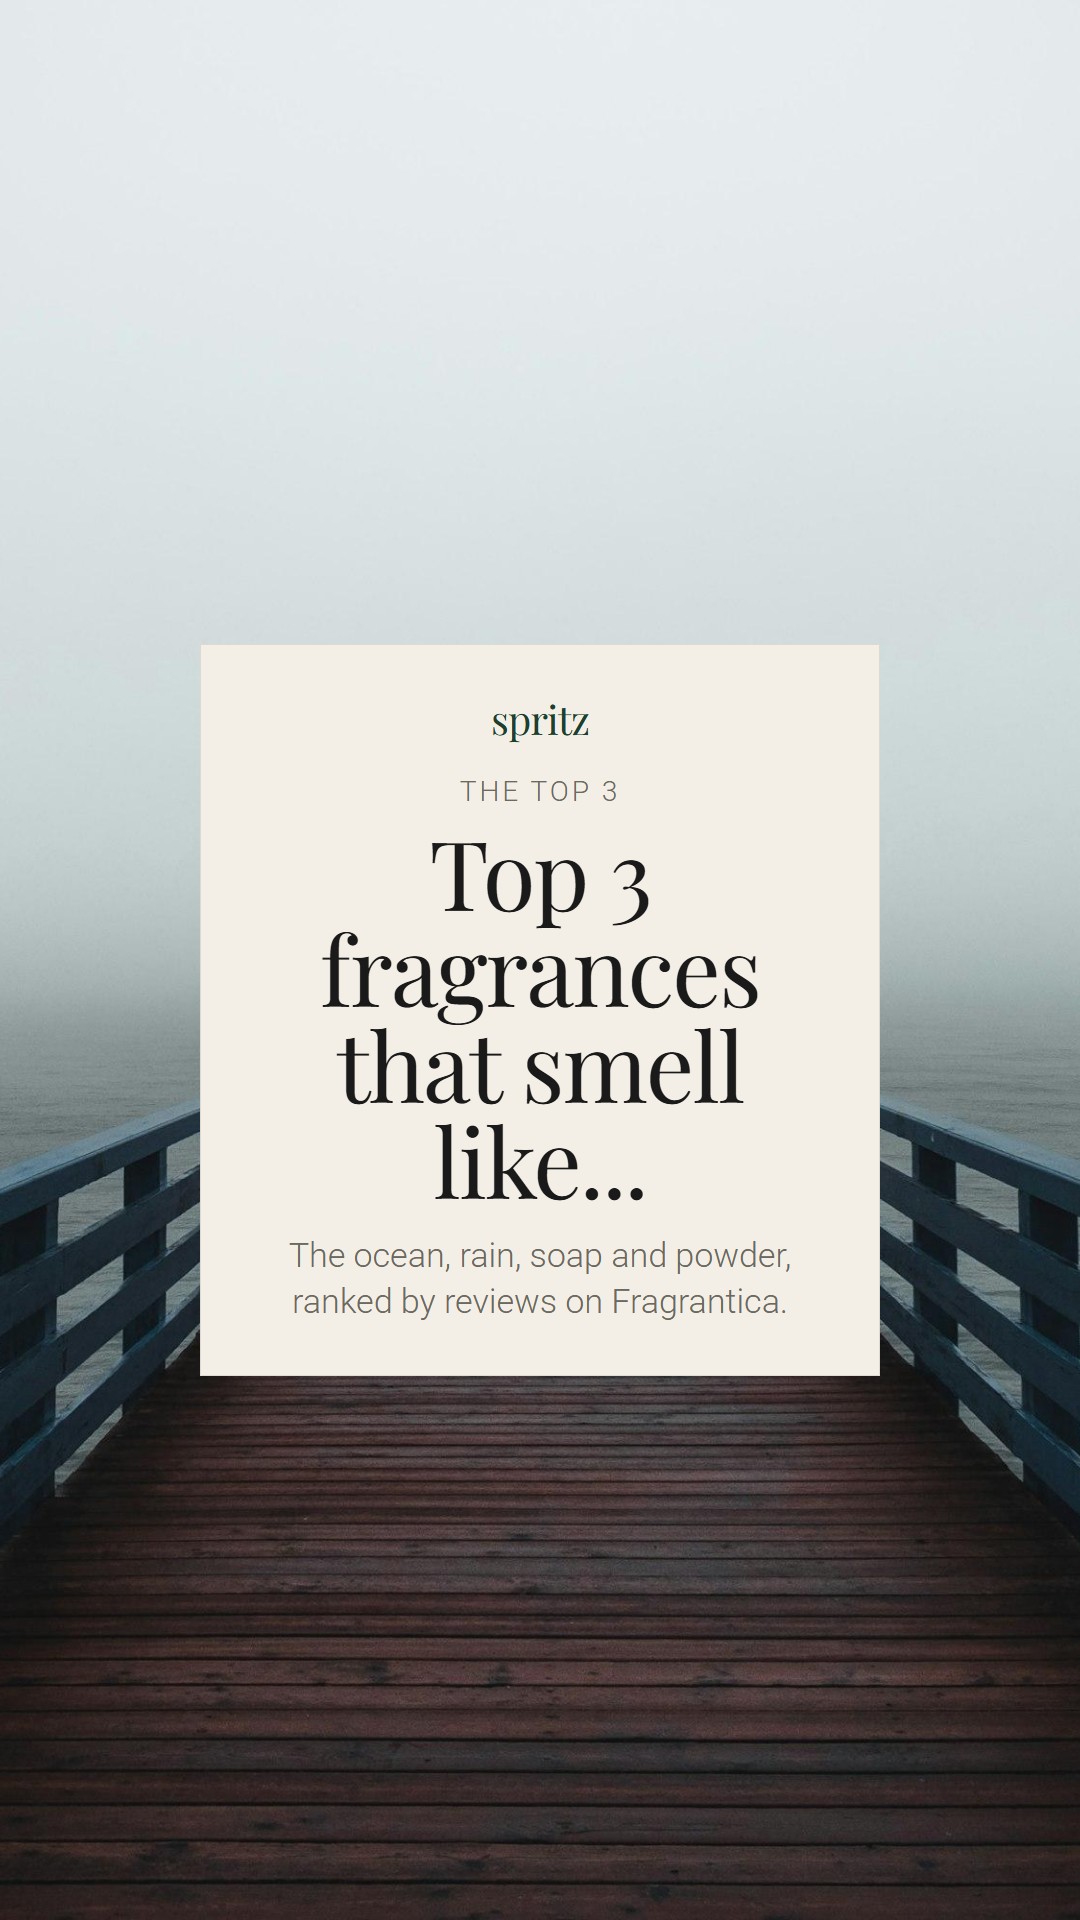 spritz
THE TOP 3
Top 3
fragrances
that smell
like...
The ocean, rain, soap and powder,
ranked by reviews on Fragrantica.